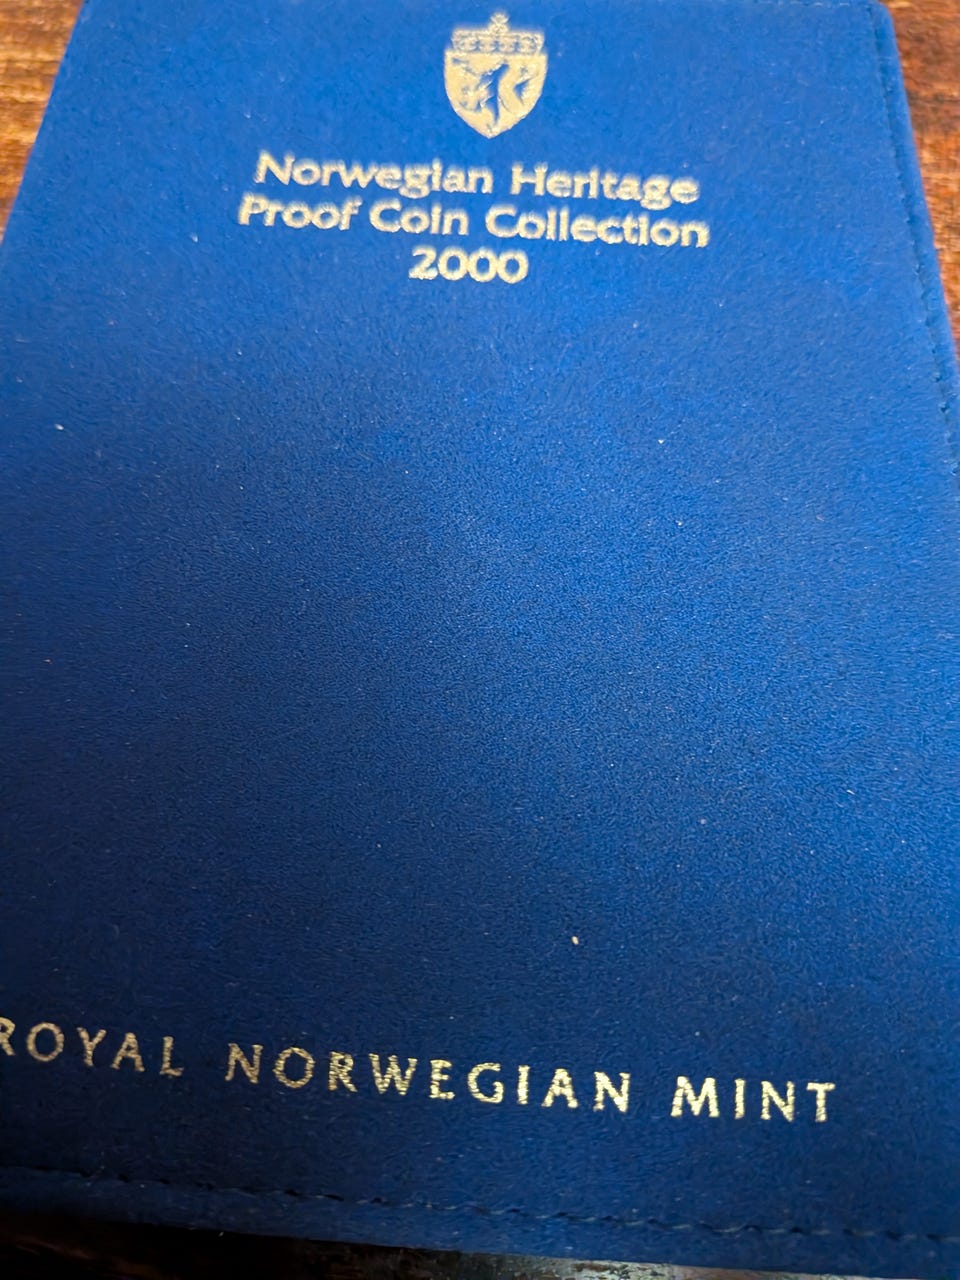 Norwegian Heritage
Proof Coin Collection
2000
ROYAL NORWEGIAN MINT